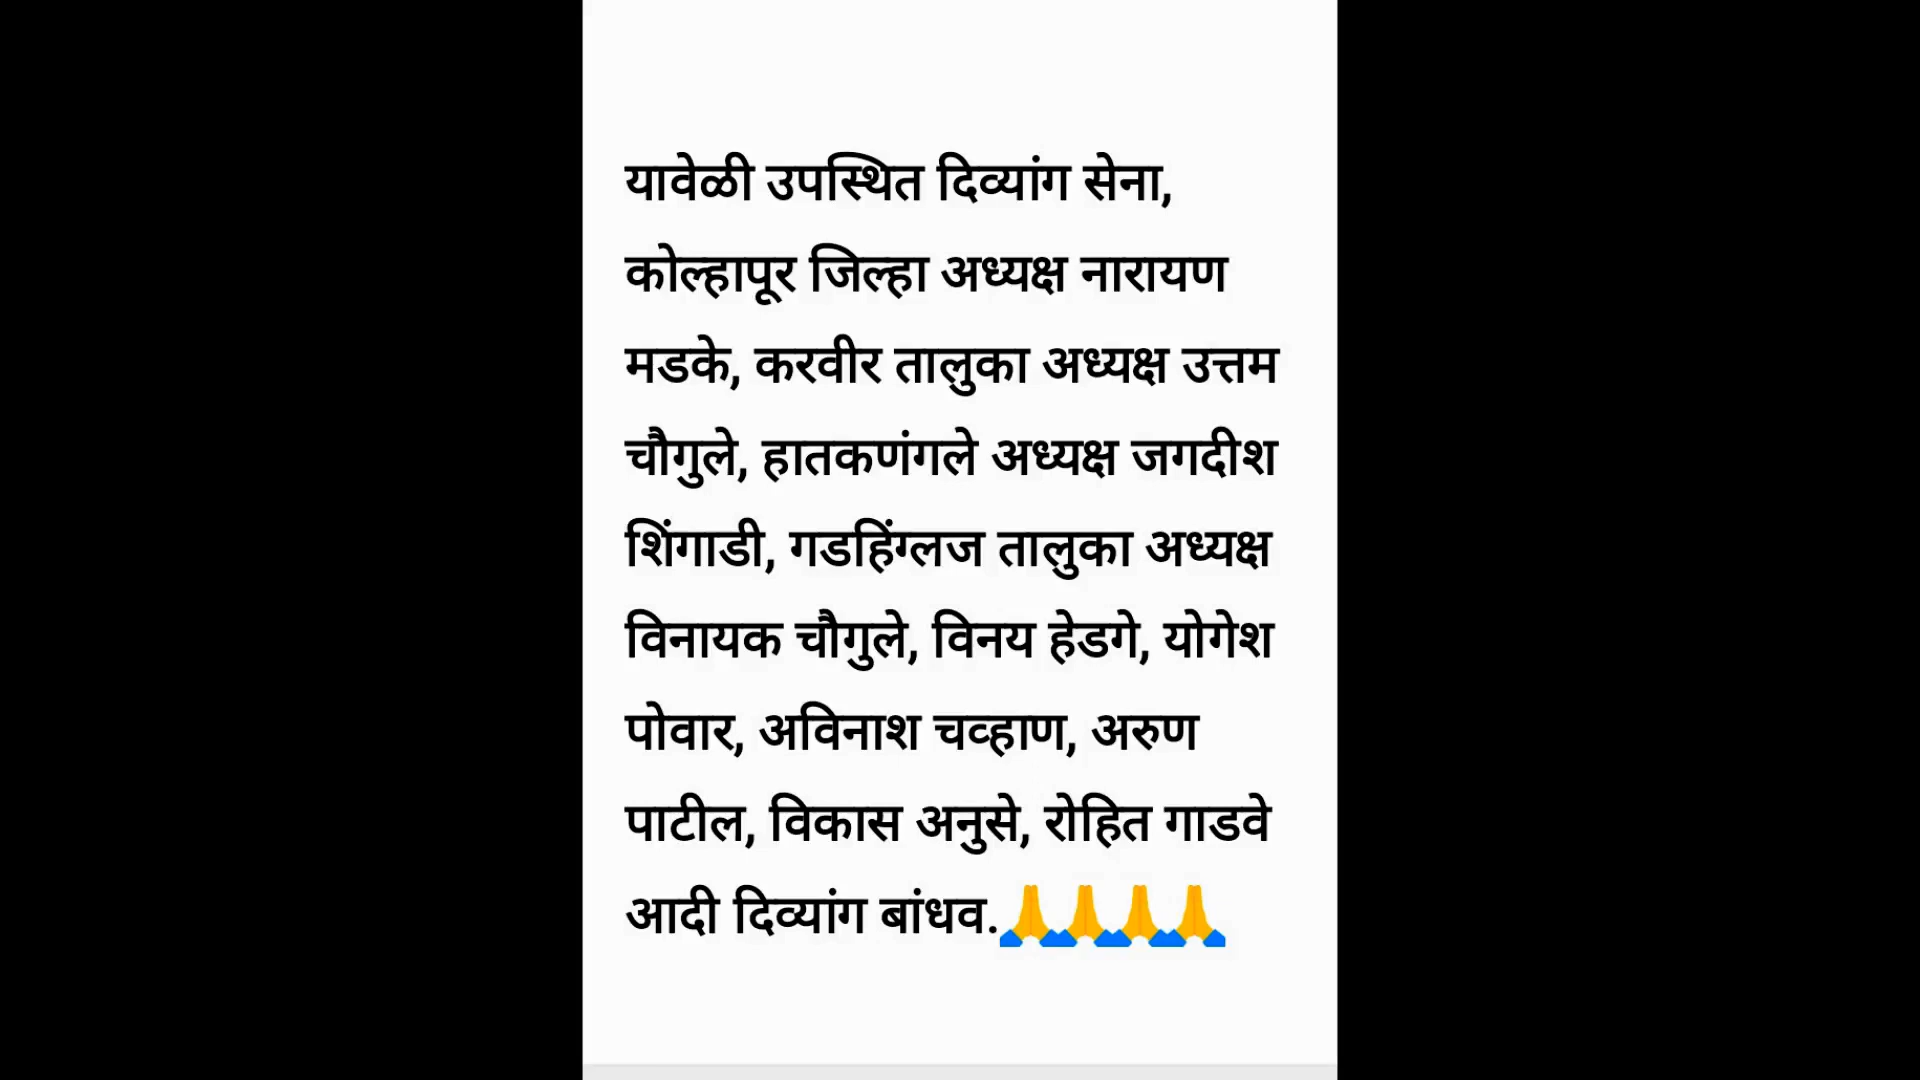 यावेळी उपस्थित दिव्यांग सेना,
कोल्हापूर जिल्हा अध्यक्ष नारायण
मडके, करवीर तालुका अध्यक्ष उत्तम
चौगुले, हातकणंगले अध्यक्ष जगदीश
शिंगाडी, गडहिंग्लज तालुका अध्यक्ष
विनायक चौगुले, विनय हेडगे, योगेश
पोवार, अविनाश चव्हाण, अरुण
पाटील, विकास अनुसे, रोहित गाडवे
आदी दिव्यांग बांधव.🙏🙏🙏🙏